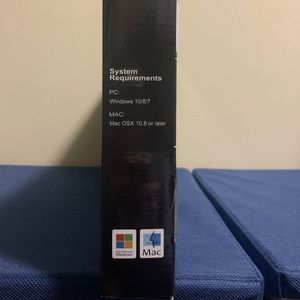 System
Requirements
PC:
Windows 10/8/7
MAC:
Mac OSX 10.8 or later
Windows
Mac